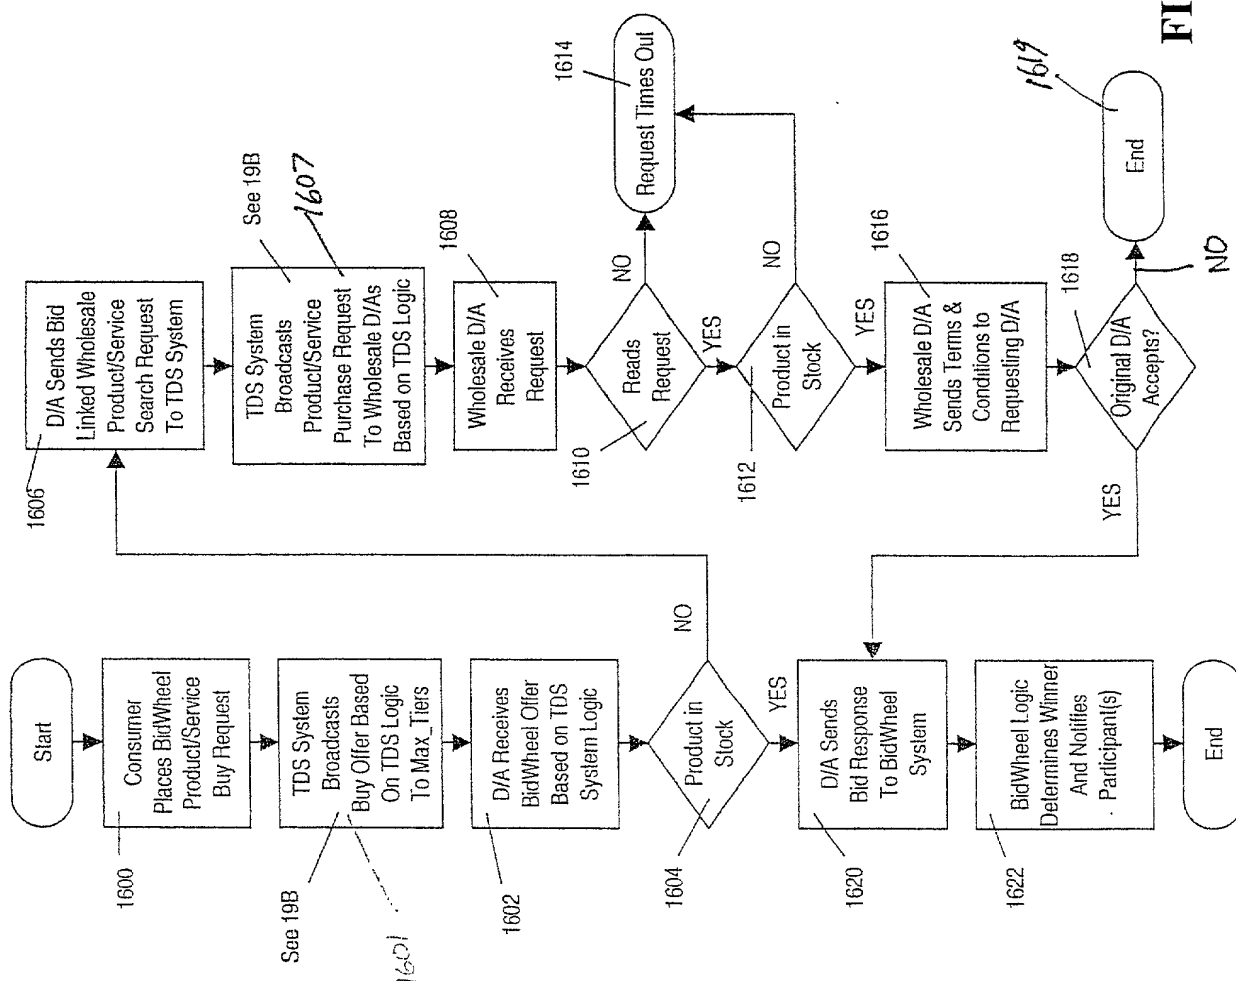 Start
1600
Consumer
Places BidWheel
Product/Service
Buy Request
See 19B
1601
TDS System
Broadcasts
Buy Offer Based
On TDS Logic
To Max_Tiers
1602
D/A Receives
BidWheel Offer
Based on TDS
System Logic
1604
Product in
Stock
NO
YES
1620
D/A Sends
Bid Response
To BidWheel
System
1622
BidWheel Logic
Determines Winner
And Notifies
Participant(s)
End
1606
D/A Sends Bid
Linked Wholesale
Product/Service
Search Request
To TDS System
See 19B
1607
TDS System
Broadcasts
Product/Service
Purchase Request
To Wholesale D/As
Based on TDS Logic
1608
Wholesale D/A
Receives
Request
1610
Reads
Request
NO
YES
1614
Request Times Out
1612
Product in
Stock
NO
YES
1616
Wholesale D/A
Sends Terms &
Conditions to
Requesting D/A
1618
Original D/A
Accepts?
YES
NO
1619
End
FI